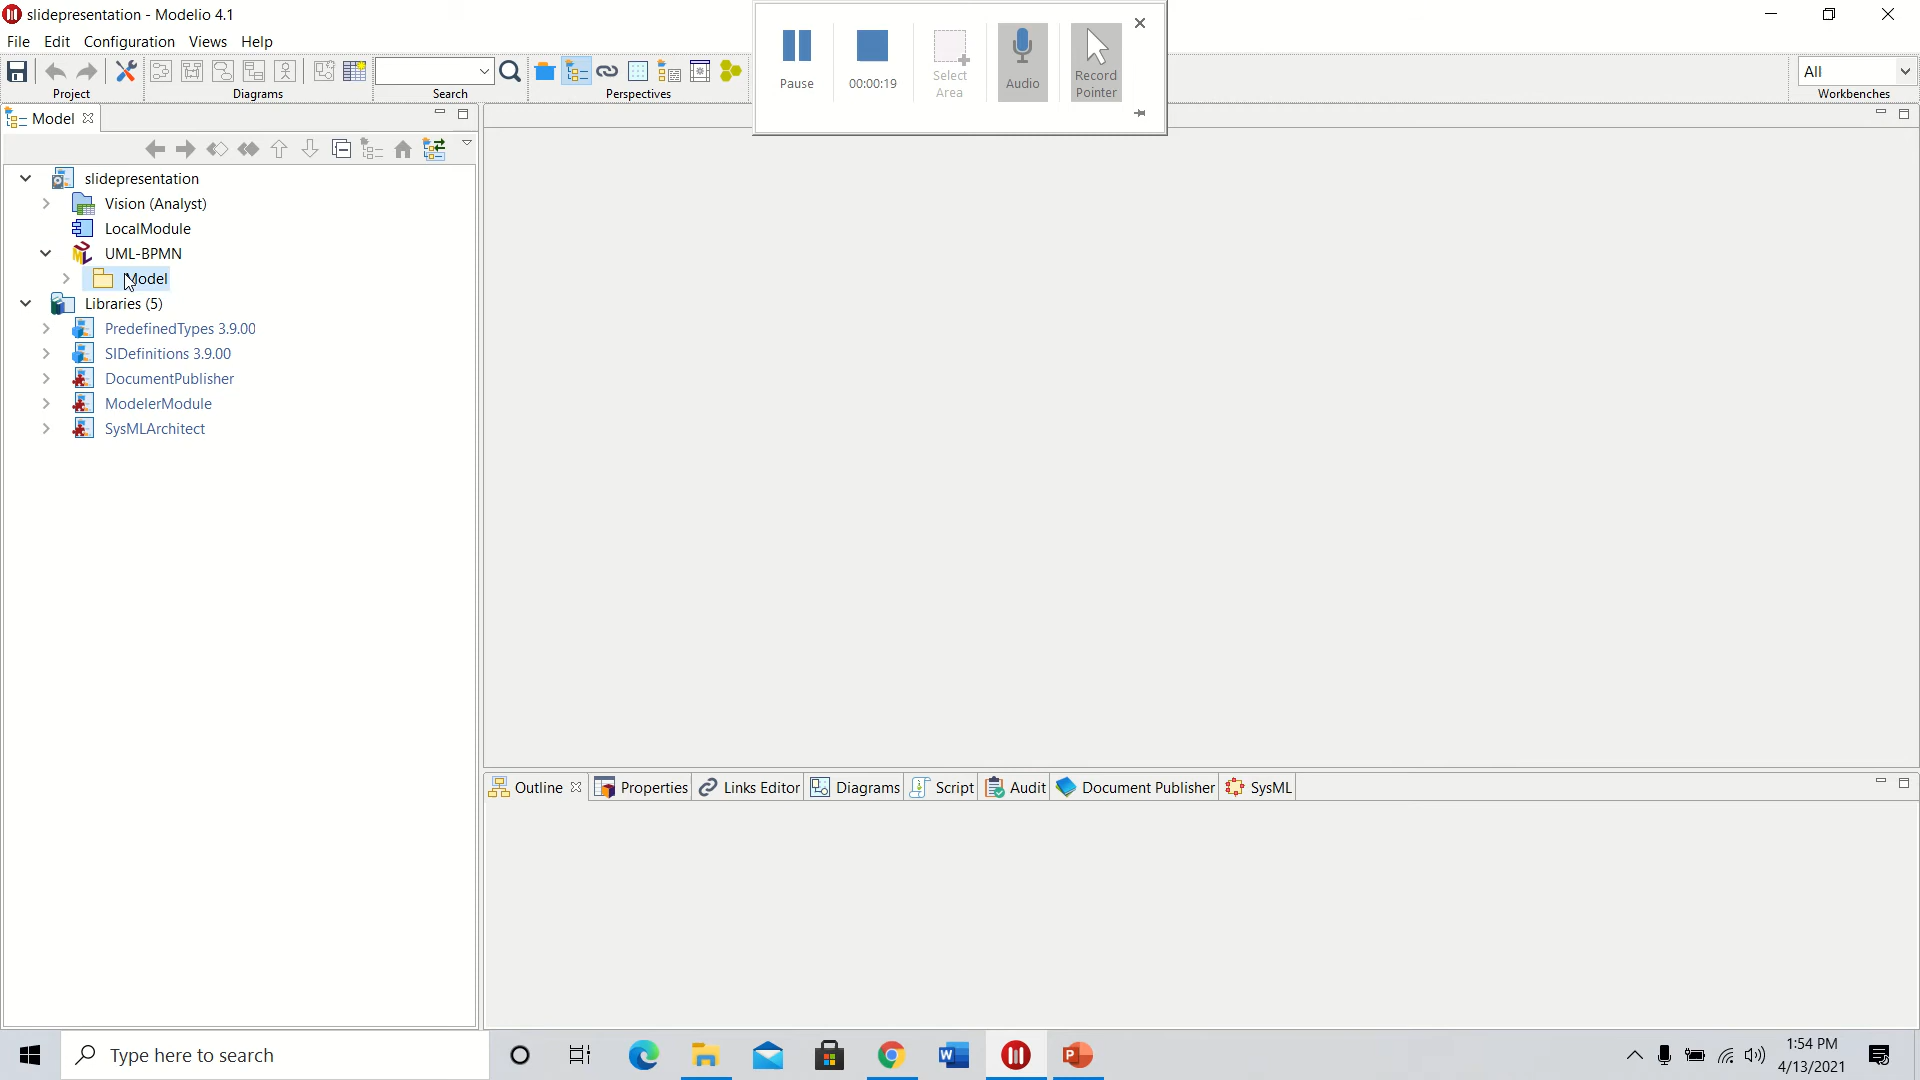 slidepresentation - Modelio 4.1
File Edit Configuration Views Help
Project
Diagrams
Search
Perspectives
Pause
00:00:19
Select Area
Audio
Record Pointer
All
Workbenches
Model
slidepresentation
Vision (Analyst)
LocalModule
UML-BPMN
Model
Libraries (5)
PredefinedTypes 3.9.00
SIDefinitions 3.9.00
DocumentPublisher
ModelerModule
SysMLArchitect
Outline Properties Links Editor Diagrams Script Audit Document Publisher SysML
Type here to search
1:54 PM
4/13/2021